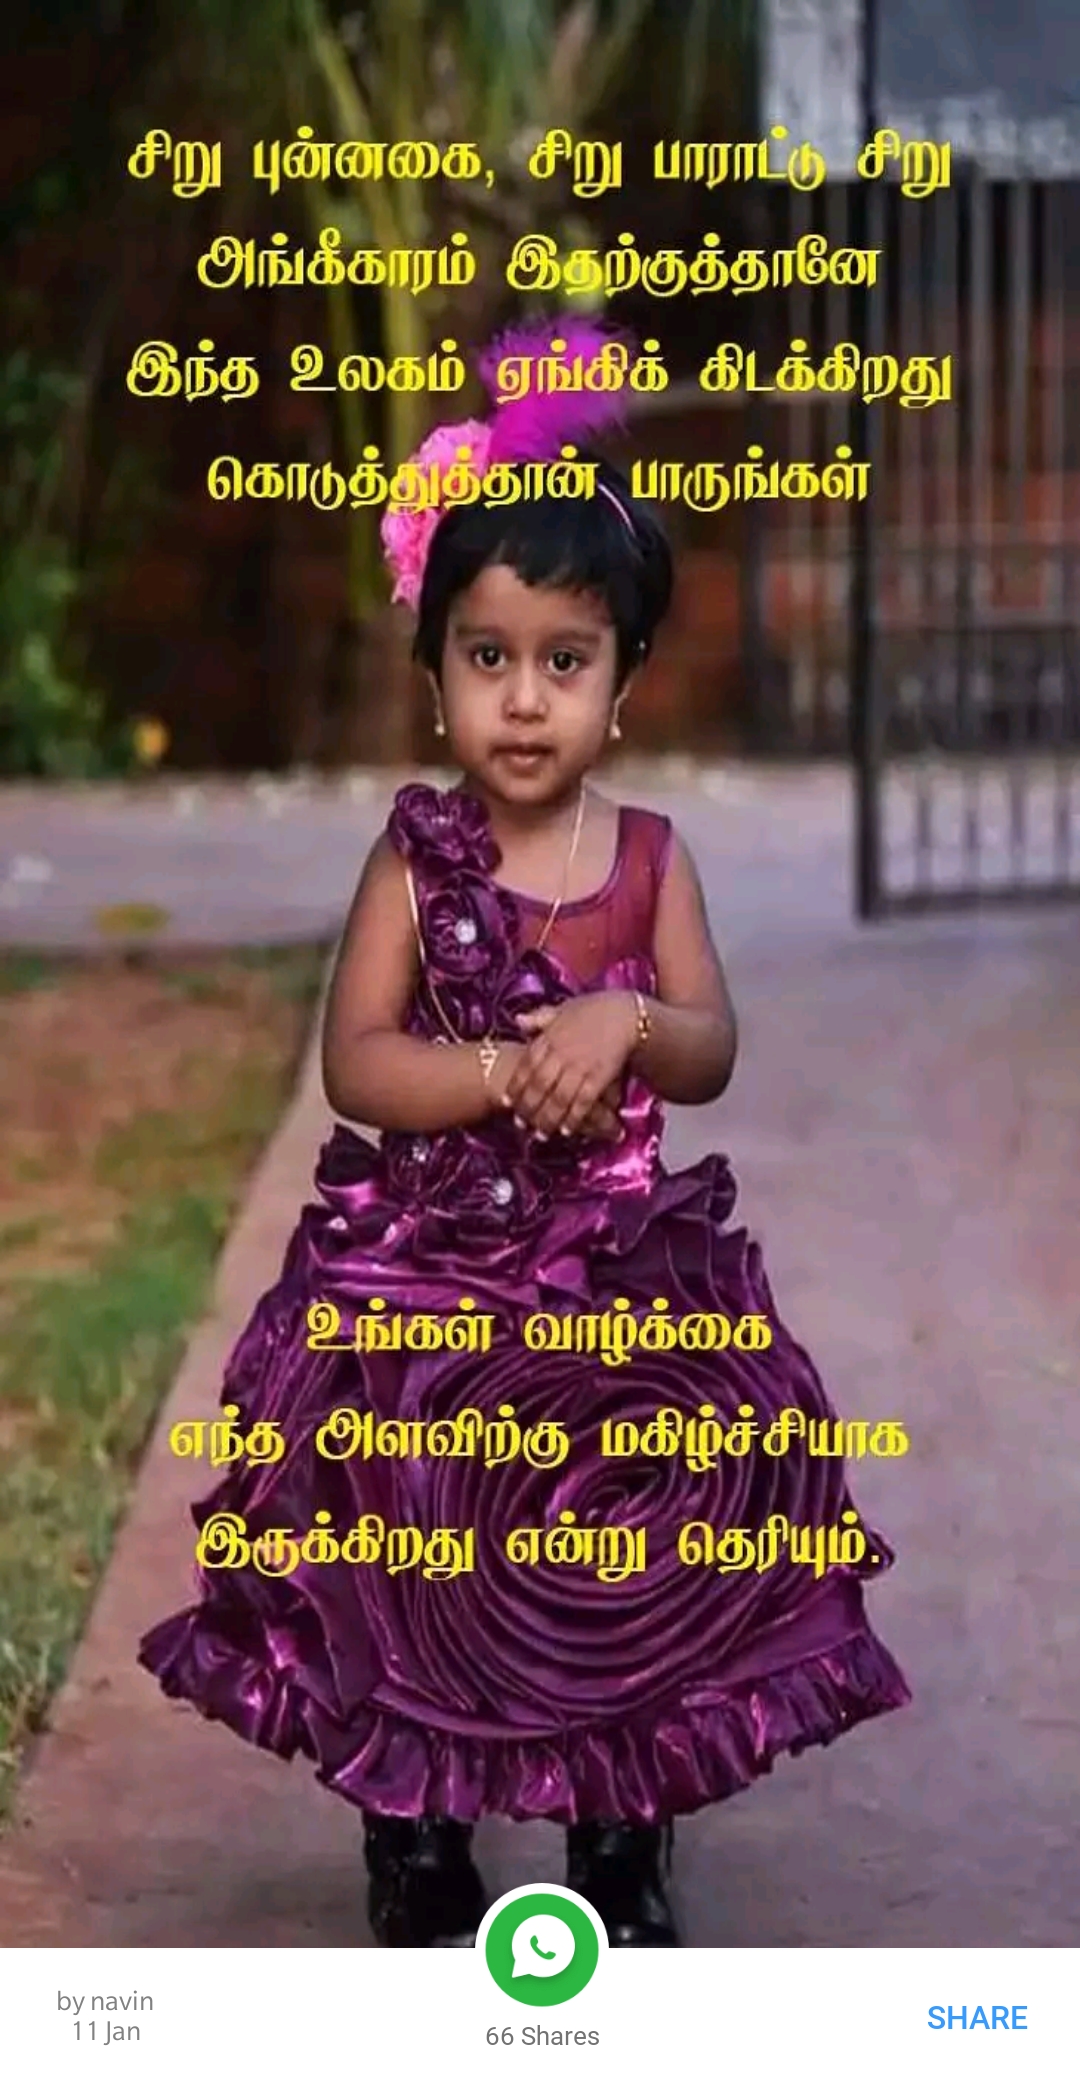 சிறு புன்னகை, சிறு பாராட்டு சிறு
அங்கீகாரம் இதற்குத்தானே
இந்த உலகம் ஏங்கிக் கிடக்கிறது
கொடுத்துத்தான் பாருங்கள்
உங்கள் வாழ்க்கை
எந்த அளவிற்கு மகிழ்ச்சியாக
இருக்கிறது என்று தெரியும்.
by navin
11 Jan
66 Shares
SHARE